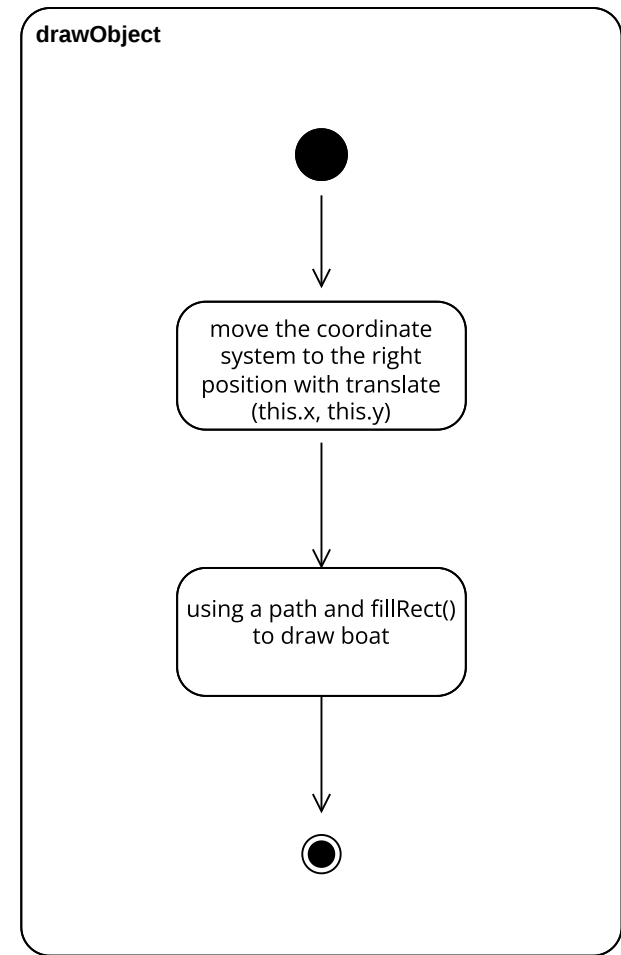 drawObject
move the coordinate
system to the right
position with translate
(this.x, this.y)
using a path and fillRect()
to draw boat